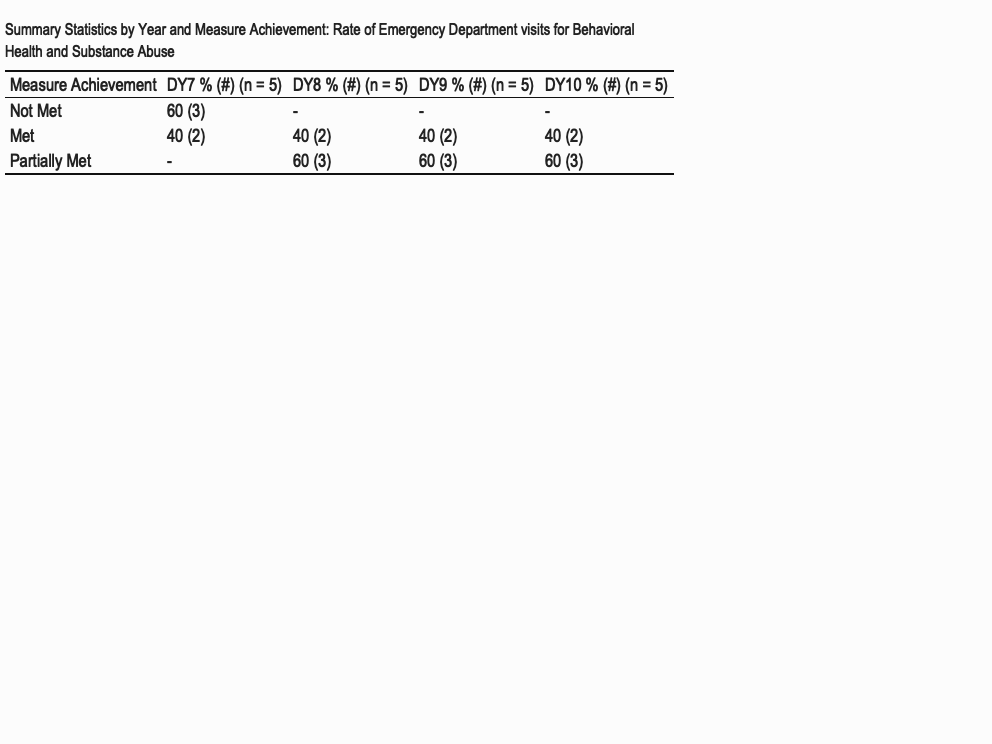 Summary Statistics by Year and Measure Achievement: Rate of Emergency Department visits for Behavioral
Health and Substance Abuse
Measure Achievement DY7 % (#) (n = 5) DY8 % (#) (n = 5) DY9 % (#) (n = 5) DY10 % (#) (n = 5)
Not Met 60 (3) - - -
Met 40 (2) 40 (2) 40 (2) 40 (2)
Partially Met - 60 (3) 60 (3) 60 (3)